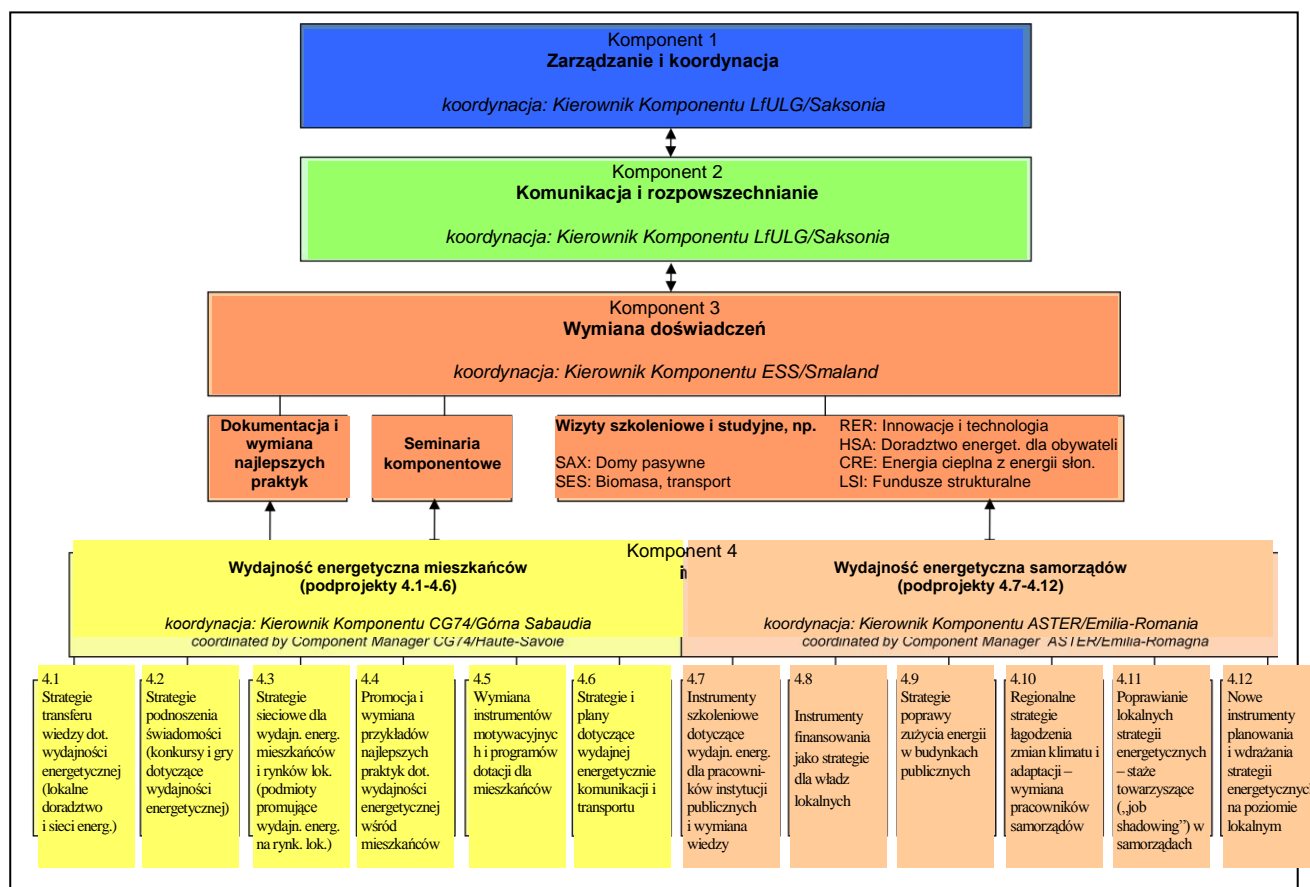 Komponent 1
Zarządzanie i koordynacja
koordynacja: Kierownik Komponentu LfULG/Saksonia
Komponent 2
Komunikacja i rozpowszechnianie
koordynacja: Kierownik Komponentu LfULG/Saksonia
Komponent 3
Wymiana doświadczeń
koordynacja: Kierownik Komponentu ESS/Smaland
Dokumentacja i
wymiana
najlepszych
praktyk
Seminaria
komponentowe
Wizyty szkoleniowe i studyjne, np.
SAX: Domy pasywne
SES: Biomasa, transport
RER: Innowacje i technologia
HSA: Doradztwo energet. dla obywateli
CRE: Energia cieplna z energii słon.
LSI: Fundusze strukturalne
Komponent 4
Wydajność energetyczna mieszkańców
(podprojekty 4.1-4.6)
koordynacja: Kierownik Komponentu CG74/Górna Sabaudia
coordinated by Component Manager CG74/Haute-Savoie
Wydajność energetyczna samorządów
(podprojekty 4.7-4.12)
koordynacja: Kierownik Komponentu ASTER/Emilia-Romania
coordinated by Component Manager ASTER/Emilia-Romagna
4.1
Strategie
transferu
wiedzy dot.
wydajności
energetycznej
(lokalne
doradztwo
i sieci energ.)
4.2
Strategie
podnoszenia
świadomości
(konkursy i gry
dotyczące
wydajności
energetycznej)
4.3
Strategie
sieciowe dla
wydajn. energ.
mieszkańców
i rynków lok.
(podmioty
promujące
wydajn. energ.
na rynk. lok.)
4.4
Promocja i
wymiana
przykładów
najlepszych
praktyk dot.
wydajności
energetycznej
wśród
mieszkańców
4.5
Wymiana
instrumentów
motywacyjnyc
h i programów
dotacji dla
mieszkańców
4.6
Strategie i
plany
dotyczące
wydajnej
energetycznie
komunikacji i
transportu
4.7
Instrumenty
szkoleniowe
dotyczące
wydajn. energ.
dla pracowni-
ków instytucji
publicznych
i wymiana
wiedzy
4.8
Instrumenty
finansowania
jako strategie
dla władz
lokalnych
4.9
Strategie
poprawy
zużycia energii
w budynkach
publicznych
4.10
Regionalne
strategie
łagodzenia
zmian klimatu i
adaptacji –
wymiana
pracowników
samorządów
4.11
Poprawianie
lokalnych
strategii
energetycznych
– staże
towarzyszące
(„job
shadowing”) w
samorządach
4.12
Nowe
instrumenty
planowania
i wdrażania
strategii
energetycznych
na poziomie
lokalnym